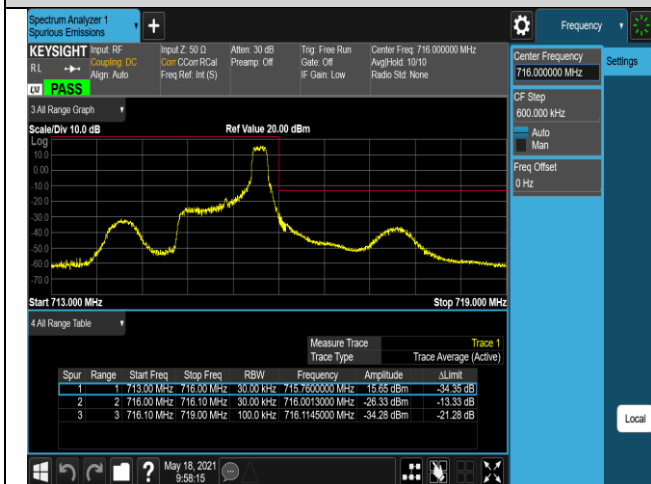 Spectrum Analyzer 1
Spurious Emissions
Frequency
KEYSIGHT
RL
Input: RF
Coupling: DC
Align: Auto
Input Z: 50 Ω
Corr CCorr RCal
Freq Ref: Int (S)
Atten: 30 dB
Preamp: Off
Trig: Free Run
Gate: Off
IF Gain: Low
Center Freq: 716.000000 MHz
Avg|Hold: 10/10
Radio Std: None
LXI PASS
3 All Range Graph
Scale/Div 10.0 dB
Ref Value 20.00 dBm
Log
10.0
0.00
-10.0
-20.0
-30.0
-40.0
-50.0
-60.0
-70.0
Start 713.000 MHz
Stop 719.000 MHz
4 All Range Table
Measure Trace Trace 1
Trace Type Trace Average (Active)
Spur Range Start Freq Stop Freq RBW Frequency Amplitude ΔLimit
1 1 713.00 MHz 716.00 MHz 30.00 kHz 715.7600000 MHz 15.65 dBm -34.35 dB
2 2 716.00 MHz 716.10 MHz 30.00 kHz 716.0013000 MHz -26.33 dBm -13.33 dB
3 3 716.10 MHz 719.00 MHz 100.0 kHz 716.1145000 MHz -34.28 dBm -21.28 dB
Center Frequency
716.000000 MHz
CF Step
600.000 kHz
Auto
Man
Freq Offset
0 Hz
Settings
Local
?
May 18, 2021
9:58:15